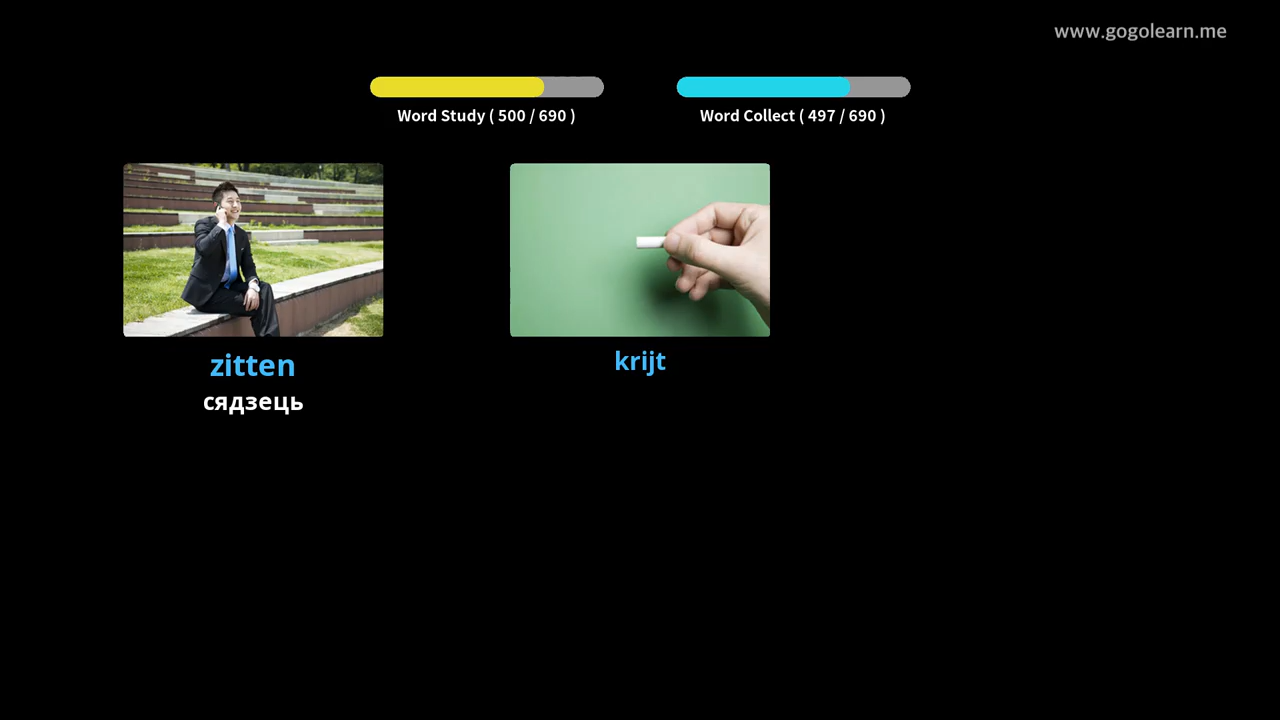 www.gogolearn.me
Word Study ( 500 / 690 )
Word Collect ( 497 / 690 )
zitten
сядзець
krijt